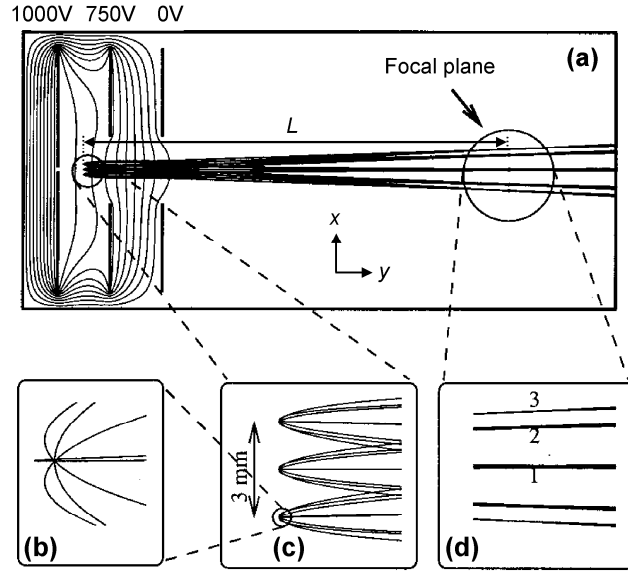 1000V 750V 0V
(a)
Focal plane
L
x
y
3 mm
3
2
1
(b)
(c)
(d)